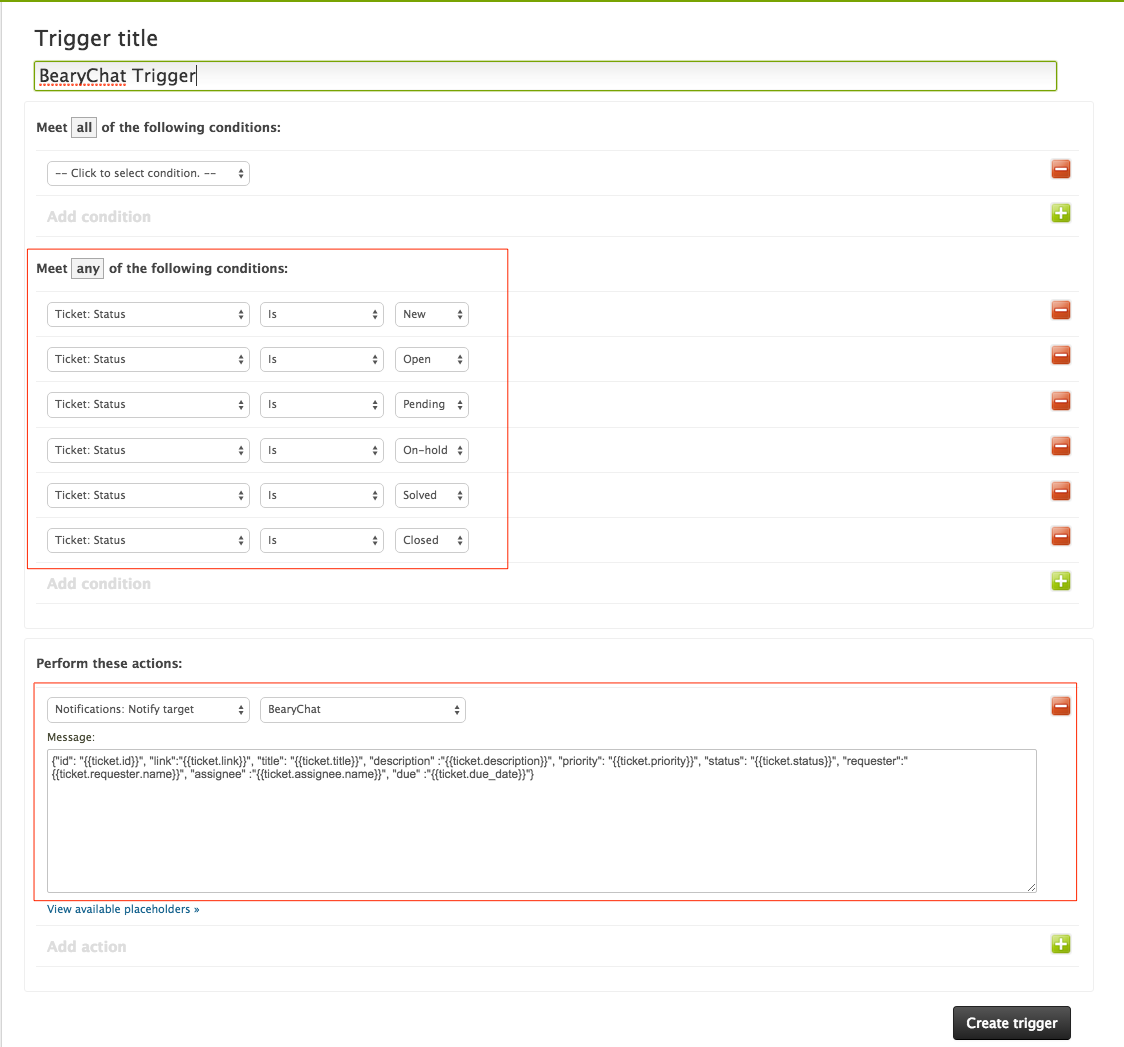 Trigger title
BearyChat Trigger
Meet all of the following conditions:
-- Click to select condition. --
Add condition
Meet any of the following conditions:
Ticket: Status Is New
Ticket: Status Is Open
Ticket: Status Is Pending
Ticket: Status Is On-hold
Ticket: Status Is Solved
Ticket: Status Is Closed
Add condition
Perform these actions:
Notifications: Notify target BearyChat
Message:
{"id": "{{ticket.id}}", "link":"{{ticket.link}}", "title": "{{ticket.title}}", "description" :"{{ticket.description}}", "priority": "{{ticket.priority}}", "status": "{{ticket.status}}", "requester":"
{{ticket.requester.name}}", "assignee" :"{{ticket.assignee.name}}", "due" :"{{ticket.due_date}}"}
View available placeholders »
Add action
Create trigger